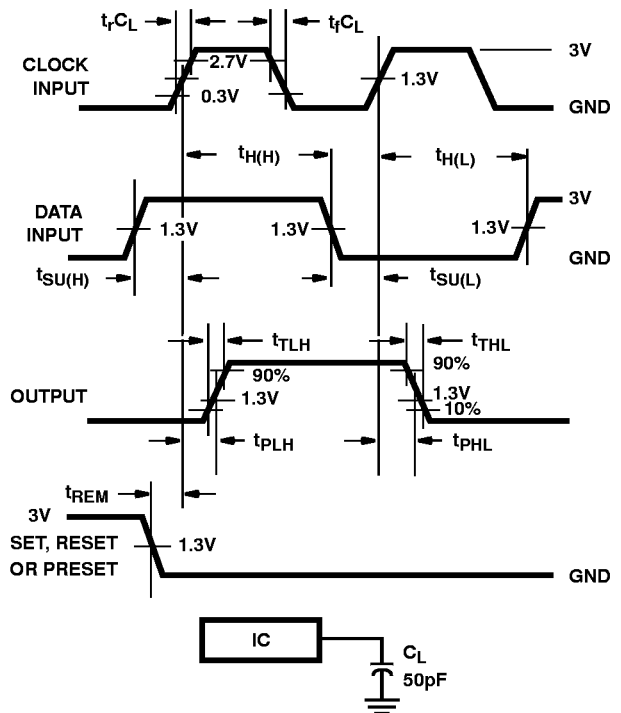 trCL
tfCL
CLOCK
INPUT
2.7V
0.3V
1.3V
3V
GND
tH(H)
tH(L)
DATA
INPUT
1.3V
1.3V
1.3V
3V
GND
tSU(H)
tSU(L)
tTLH
tTHL
OUTPUT
90%
1.3V
90%
1.3V
10%
tPLH
tPHL
tREM
3V
SET, RESET
OR PRESET
1.3V
GND
IC
CL
50pF